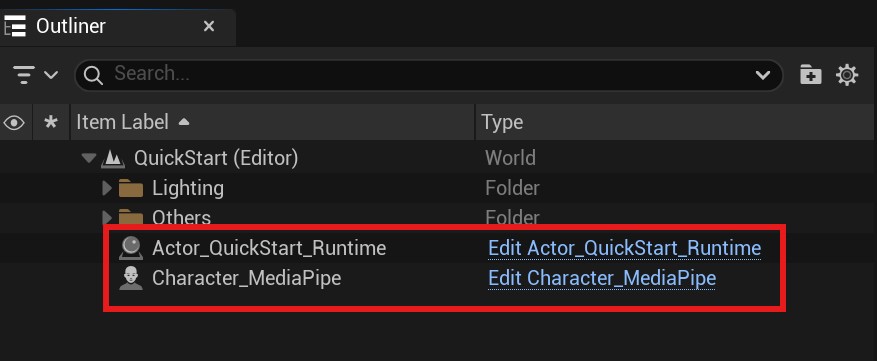 Outliner
Search...
Item Label Type
QuickStart (Editor) World
Lighting Folder
Others Folder
Actor_QuickStart_Runtime Edit Actor_QuickStart_Runtime
Character_MediaPipe Edit Character_MediaPipe